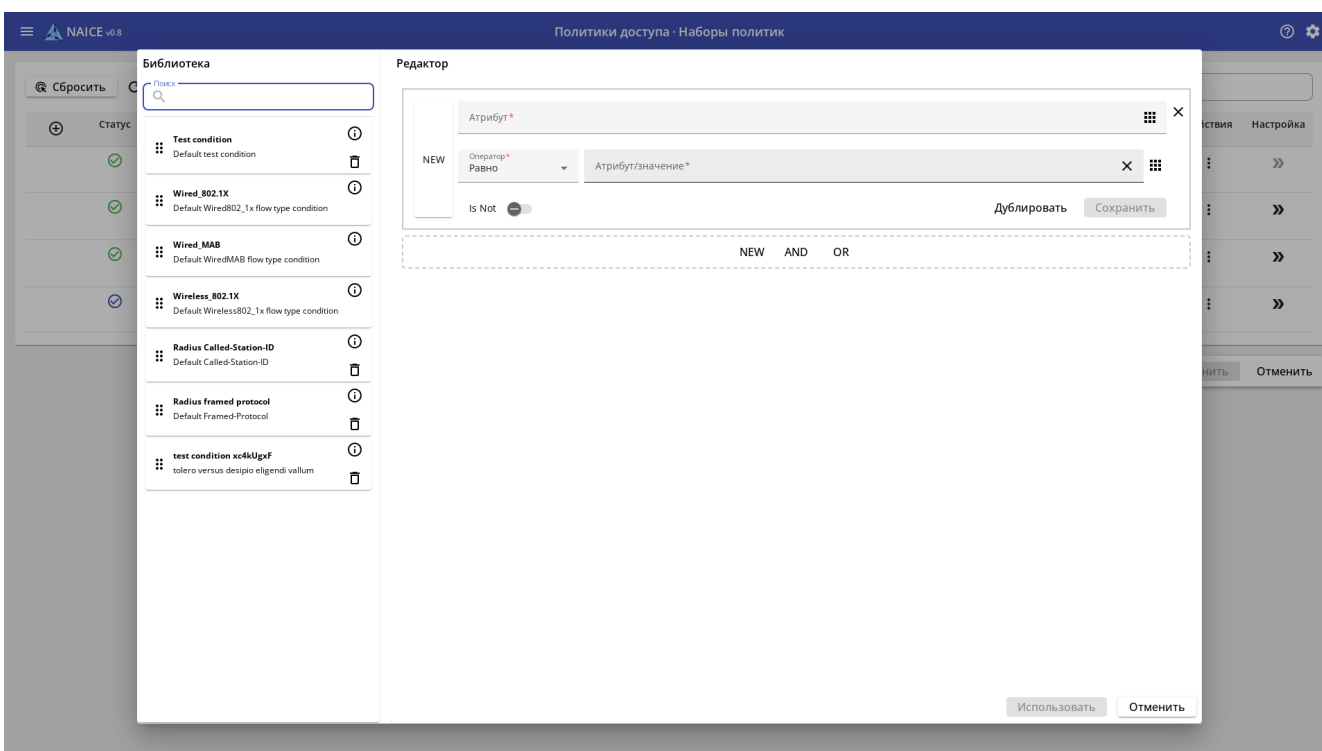 NAICE v0.8
Политики доступа · Наборы политик
Сбросить
Статус
йствия
Настройка
нить
Отменить
Библиотека
Поиск
Test condition
Default test condition
Wired_802.1X
Default Wired802_1x flow type condition
Wired_MAB
Default WiredMAB flow type condition
Wireless_802.1X
Default Wireless802_1x flow type condition
Radius Called-Station-ID
Default Called-Station-ID
Radius framed protocol
Default Framed-Protocol
test condition xc4kUgxF
tolero versus desipio eligendi vallum
Редактор
NEW
Атрибут*
Оператор*
Равно
Атрибут/значение*
Is Not
Дублировать
Сохранить
NEW AND OR
Использовать
Отменить